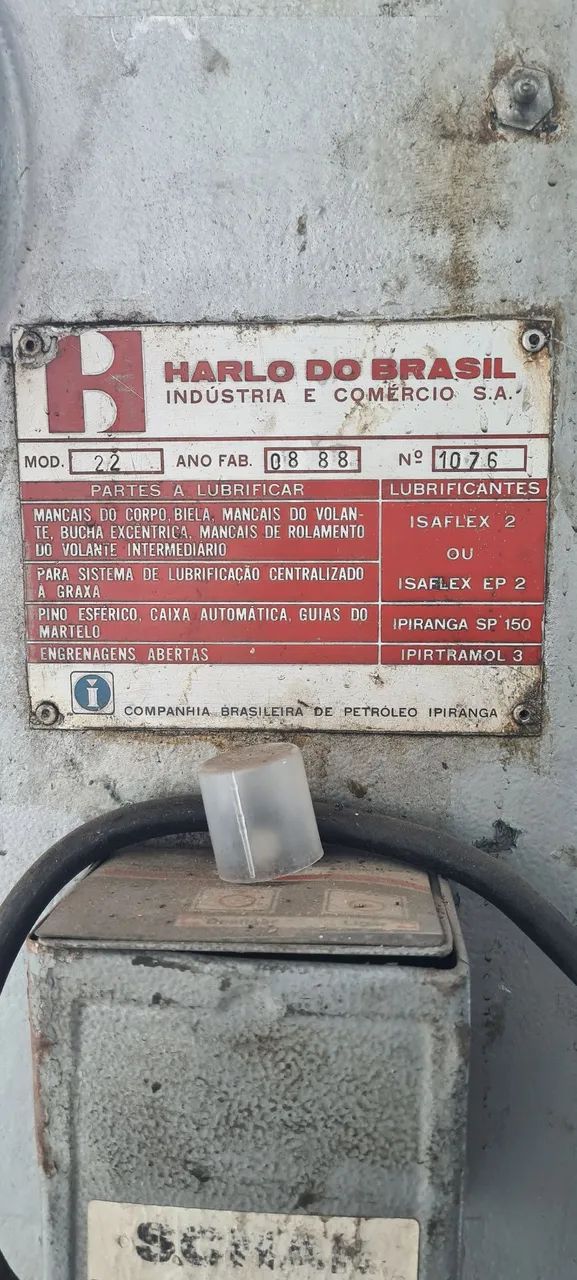 HARLO DO BRASIL
INDÚSTRIA E COMÉRCIO S.A.
MOD. 22 ANO FAB. 08 88 Nº 1076
PARTES A LUBRIFICAR LUBRIFICANTES
MANCAIS DO CORPO, BIELA, MANCAIS DO VOLAN-
TE, BUCHA EXCÊNTRICA, MANCAIS DE ROLAMENTO
DO VOLANTE INTERMEDIÁRIO
PARA SISTEMA DE LUBRIFICAÇÃO CENTRALIZADO
A GRAXA
ISAFLEX 2
OU
ISAFLEX EP 2
PINO ESFÉRICO, CAIXA AUTOMÁTICA, GUIAS DO
MARTELO
IPIRANGA SP 150
ENGRENAGENS ABERTAS IPIRTRAMOL 3
COMPANHIA BRASILEIRA DE PETRÓLEO IPIRANGA